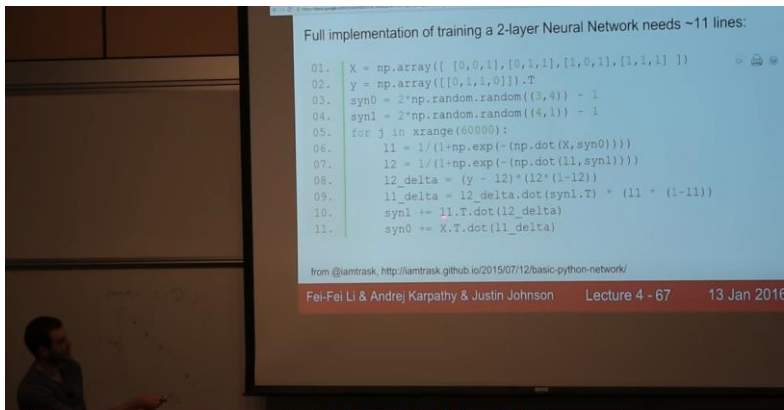 Full implementation of training a 2-layer Neural Network needs ~11 lines:
01. X = np.array([ [0,0,1],[0,1,1],[1,0,1],[1,1,1] ])
02. y = np.array([[0,1,1,0]]).T
03. syn0 = 2*np.random.random((3,4)) - 1
04. syn1 = 2*np.random.random((4,1)) - 1
05. for j in xrange(60000):
06. l1 = 1/(1+np.exp(-(np.dot(X,syn0))))
07. l2 = 1/(1+np.exp(-(np.dot(l1,syn1))))
08. l2_delta = (y - l2)*(l2*(1-l2))
09. l1_delta = l2_delta.dot(syn1.T) * (l1 * (1-l1))
10. syn1 += l1.T.dot(l2_delta)
11. syn0 += X.T.dot(l1_delta)
from @iamtrask, http://iamtrask.github.io/2015/07/12/basic-python-network/
Fei-Fei Li & Andrej Karpathy & Justin Johnson Lecture 4 - 67 13 Jan 2016